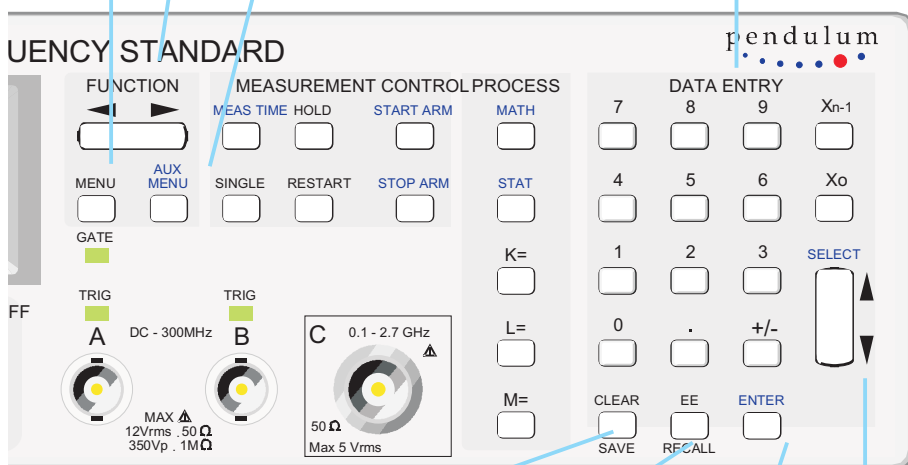 pendulum
UENCY STANDARD
FUNCTION MEASUREMENT CONTROL PROCESS DATA ENTRY
MEAS TIME HOLD START ARM MATH 7 8 9 Xn-1
AUX
MENU MENU SINGLE RESTART STOP ARM STAT 4 5 6 Xo
GATE K= 1 2 3 SELECT
FF TRIG TRIG
A DC - 300MHz B C 0.1 - 2.7 GHz L= 0 . +/-
MAX
12Vrms . 50 Ω
350Vp . 1M Ω
50 Ω
Max 5 Vrms
M= CLEAR EE ENTER
SAVE RECALL